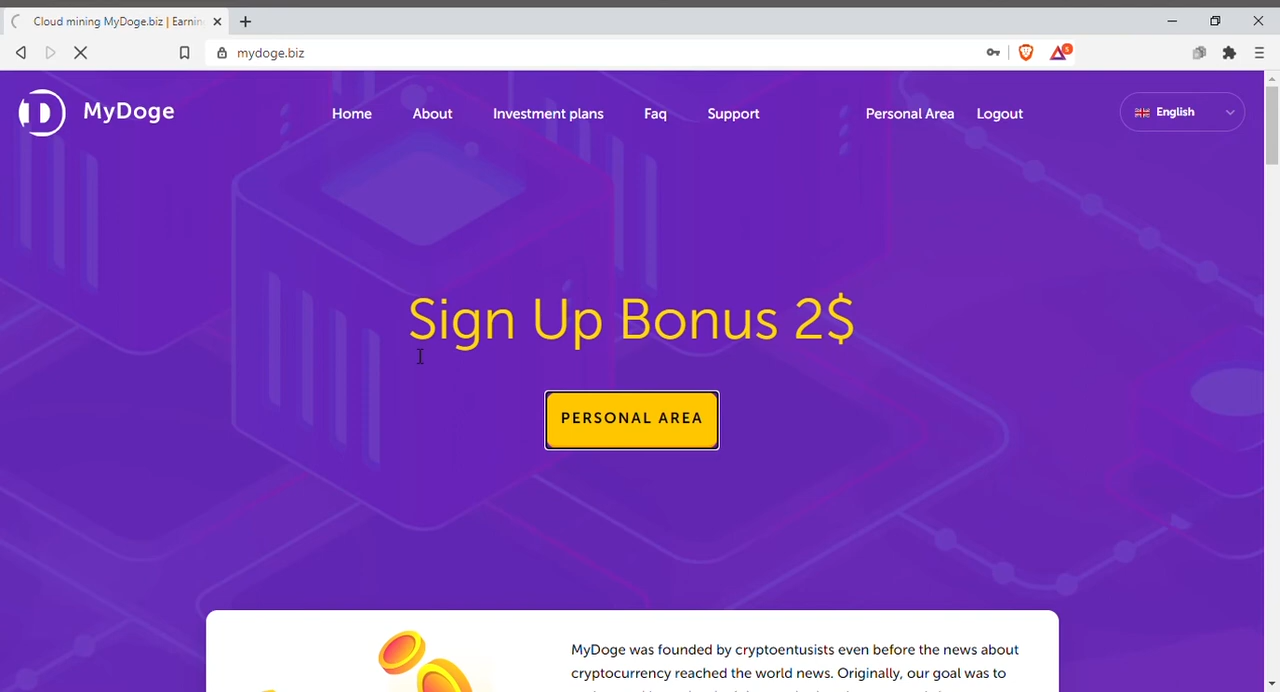 Cloud mining MyDoge.biz | Earnin
mydoge.biz
5
D MyDoge
Home About Investment plans Faq Support Personal Area Logout English
Sign Up Bonus 2$
PERSONAL AREA
MyDoge was founded by cryptoentusists even before the news about
cryptocurrency reached the world news. Originally, our goal was to